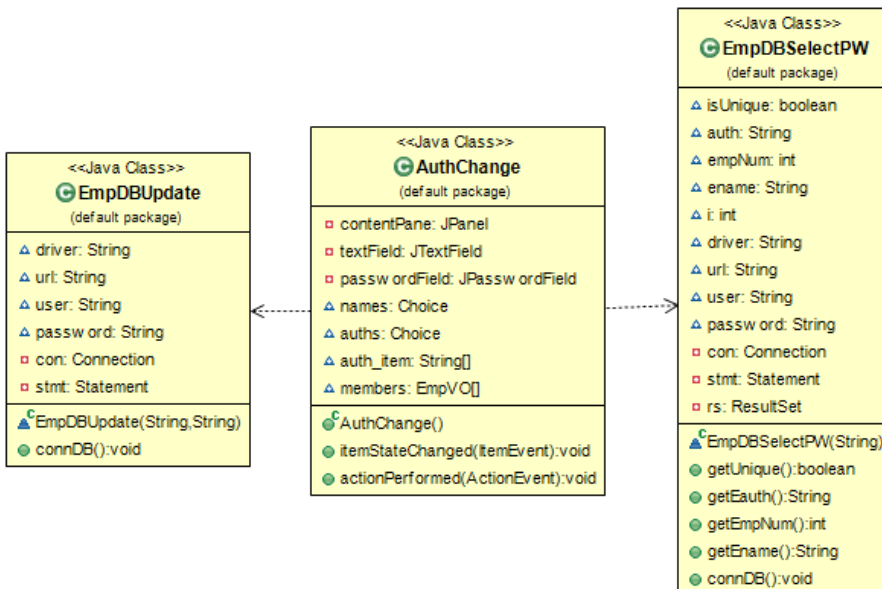 <<Java Class>>
EmpDBUpdate
(default package)
driver: String
url: String
user: String
password: String
con: Connection
stmt: Statement
EmpDBUpdate(String,String)
connDB():void
<<Java Class>>
AuthChange
(default package)
contentPane: JPanel
textField: JTextField
passwordField: JPasswordField
names: Choice
auths: Choice
auth_item: String[]
members: EmpVO[]
AuthChange()
itemStateChanged(ItemEvent):void
actionPerformed(ActionEvent):void
<<Java Class>>
EmpDBSelectPW
(default package)
isUnique: boolean
auth: String
empNum: int
ename: String
i: int
driver: String
url: String
user: String
password: String
con: Connection
stmt: Statement
rs: ResultSet
EmpDBSelectPW(String)
getUnique():boolean
getEauth():String
getEmpNum():int
getEname():String
connDB():void